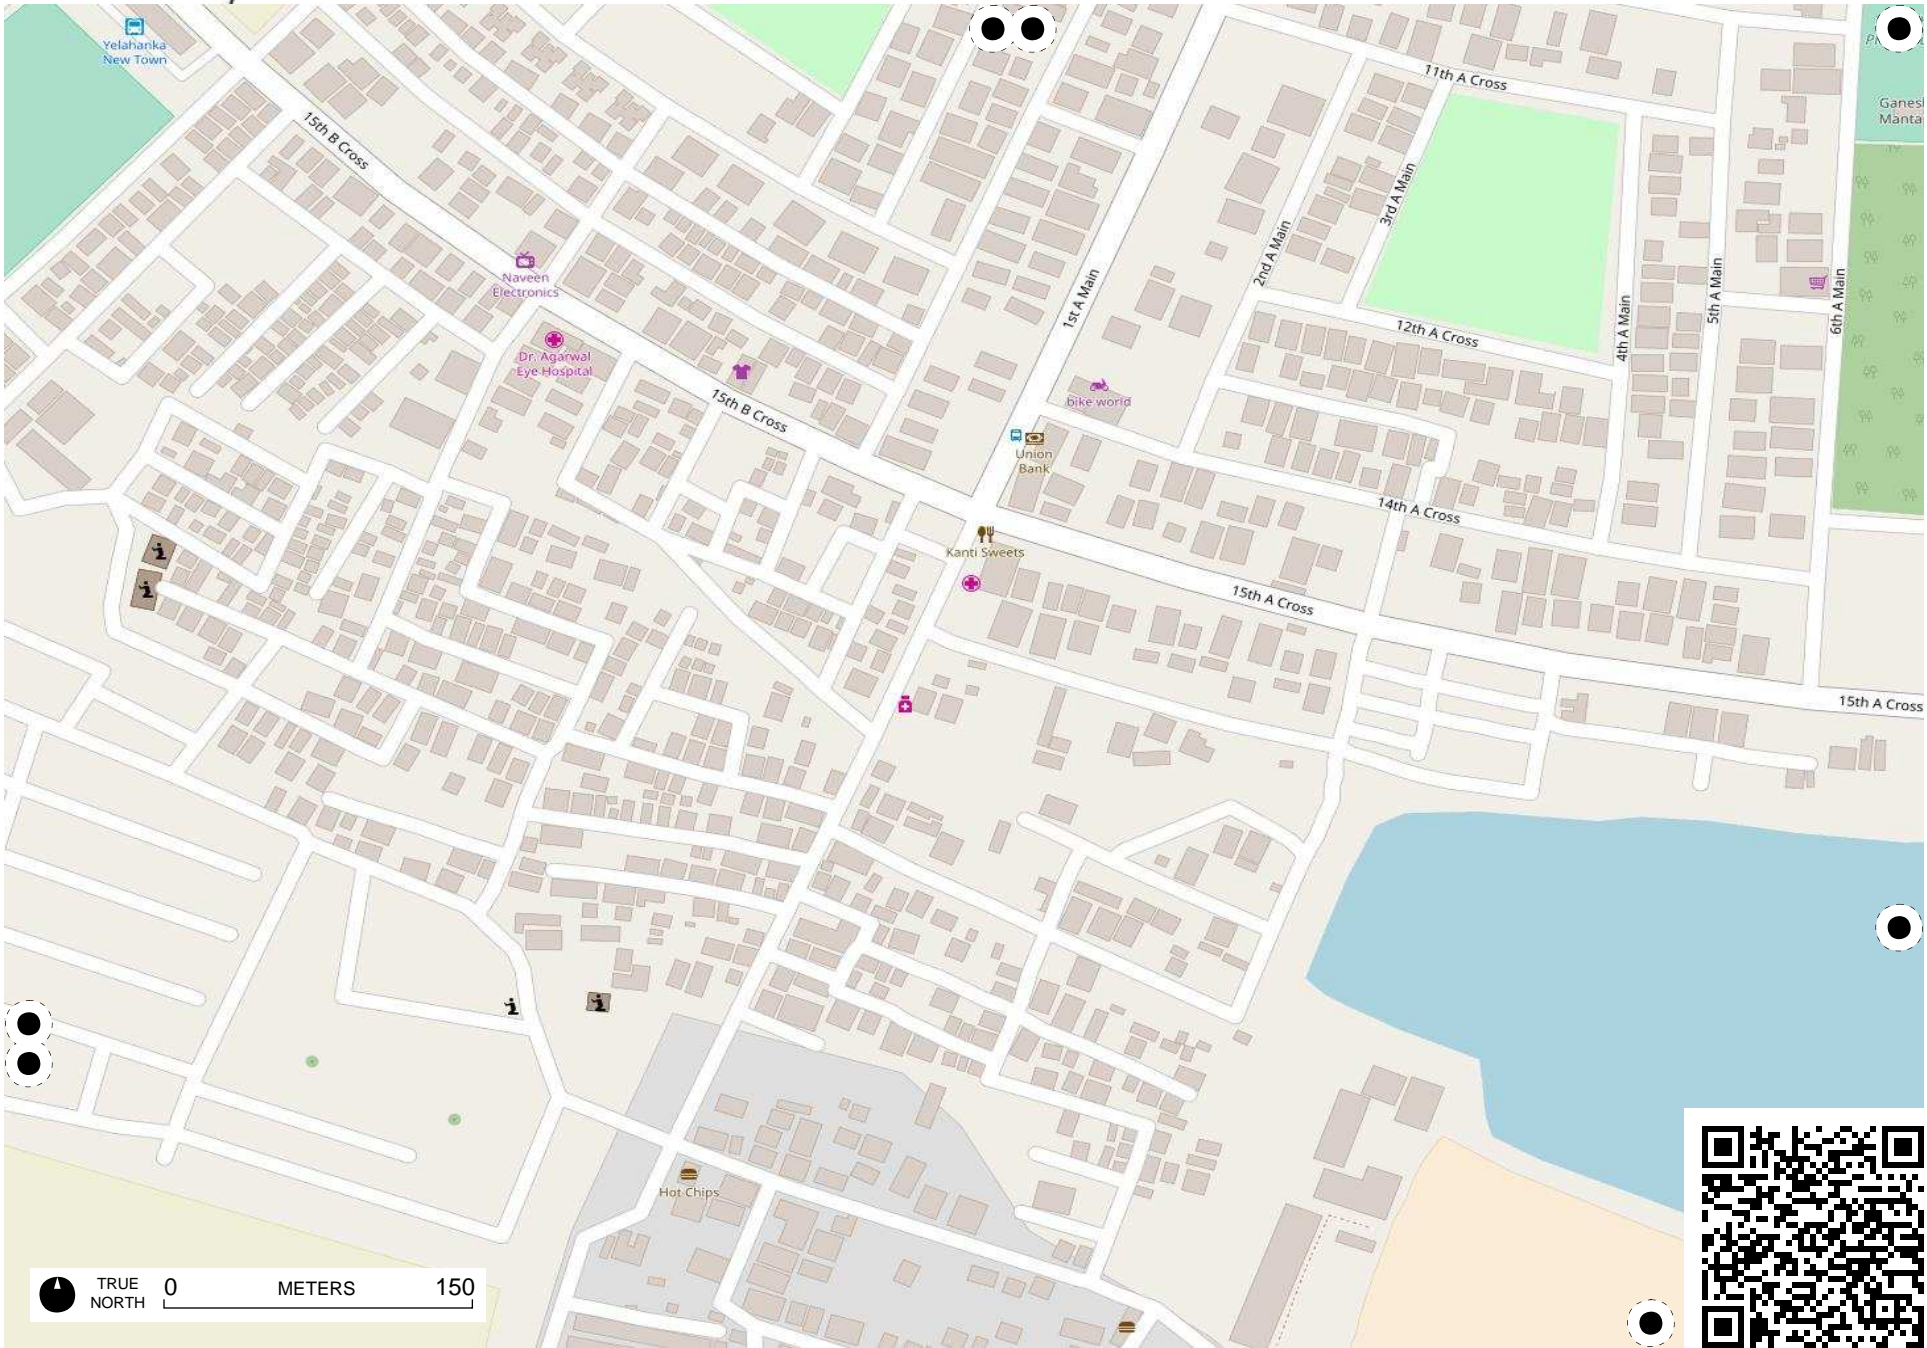 Yelahanka
New Town
15th B Cross
11th A Cross
3rd A Main
2nd A Main
Naveen
Electronics
1st A Main
5th A Main
6th A Main
4th A Main
12th A Cross
Dr. Agarwal
Eye Hospital
15th B Cross
bike world
Union
Bank
14th A Cross
Kanti Sweets
15th A Cross
15th A Cross
Hot Chips
TRUE
NORTH
0 METERS 150